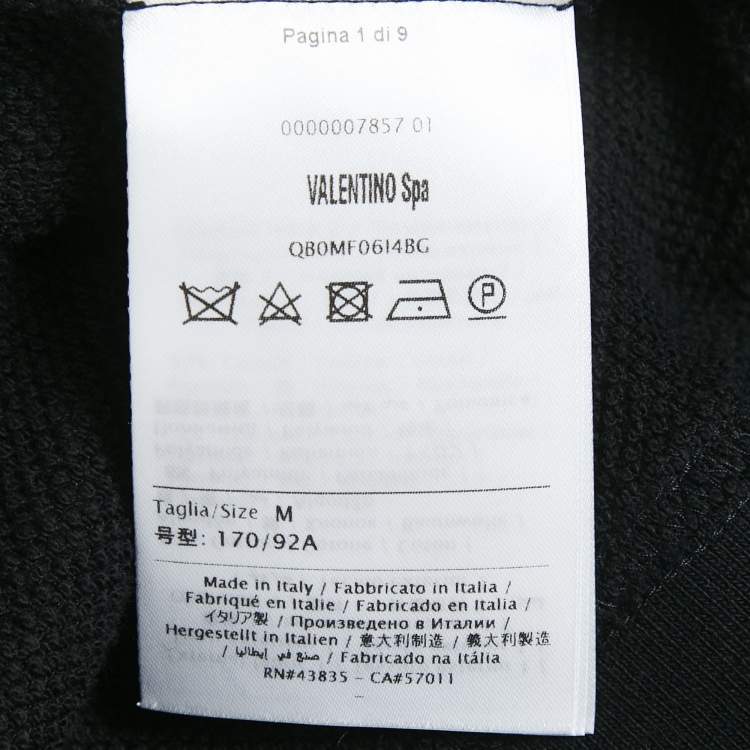 Pagina 1 di 9
0000007857 01
VALENTINO Spa
QB0MF06I4BG
P
Taglia/Size M
号型: 170/92A
Made in Italy / Fabbricato in Italia /
Fabriqué en Italie / Fabricado en Italia /
イタリア製 / Произведено в Италии /
Hergestellt in Italien / 意大利制造 / 義大利製造
/ صنع في إيطاليا / Fabricado na Itália
RN#43835 - CA#57011